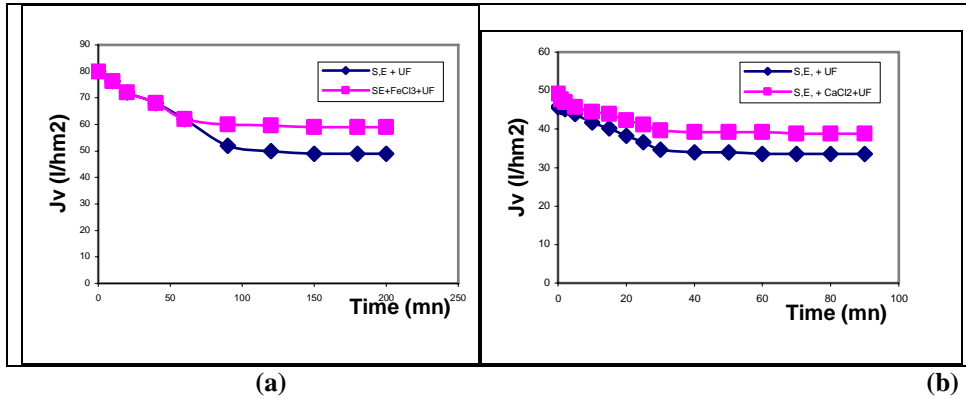 90
80
70
60
50
40
30
20
10
0
Jv (l/hm2)
0 50 100 150 200 250
Time (mn)
S,E + UF
SE+FeCl3+UF
60
50
40
30
20
10
0
Jv (l/hm2)
0 20 40 60 80 100
Time (mn)
S,E, + UF
S,E, + CaCl2+UF
(a) (b)